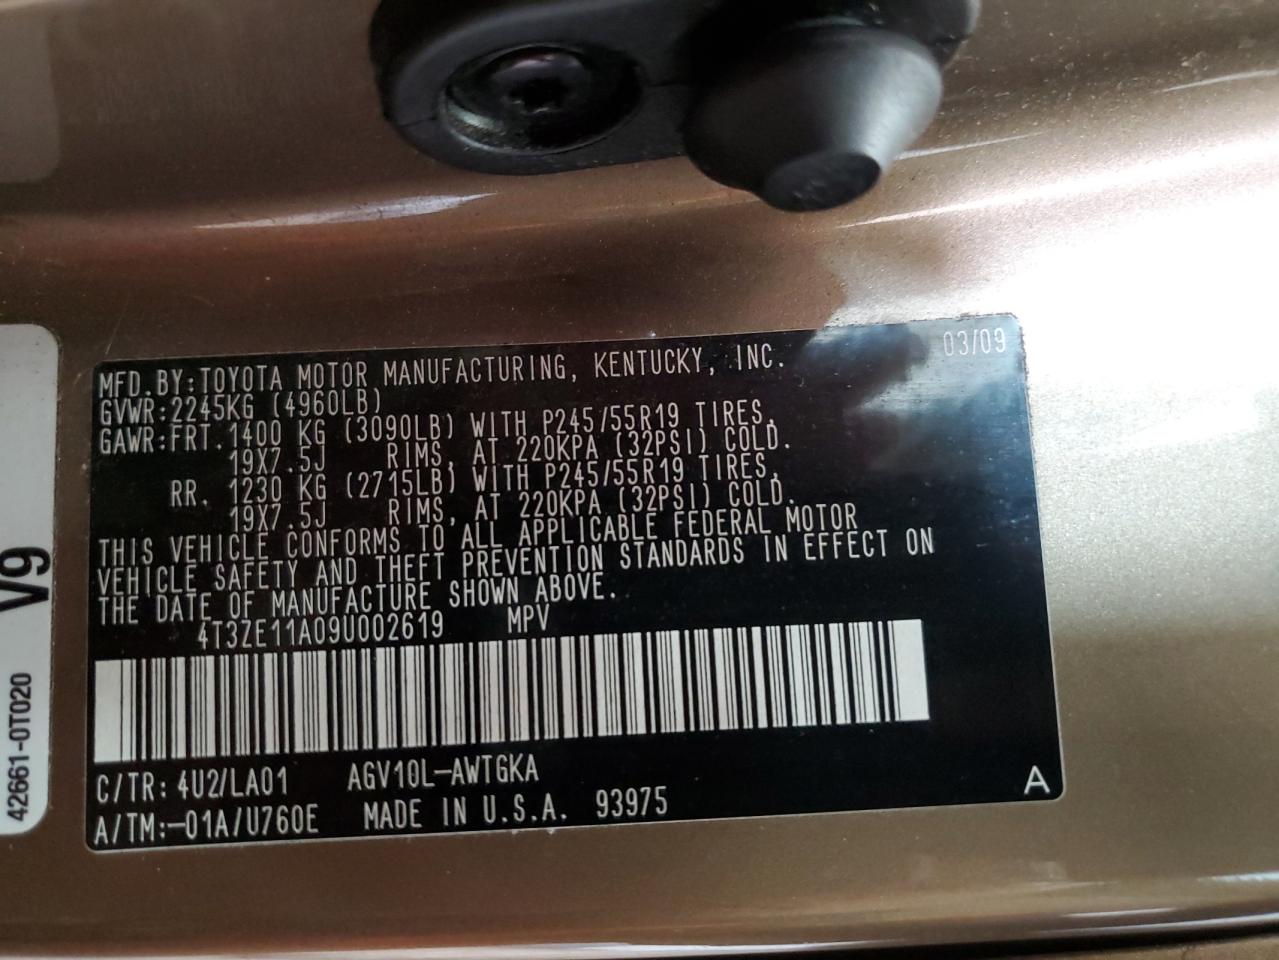 03/09
MFD.BY:TOYOTA MOTOR MANUFACTURING, KENTUCKY, INC.
GVWR:2245KG (4960LB)
GAWR:FRT.1400 KG (3090LB) WITH P245/55R19 TIRES,
19X7.5J RIMS, AT 220KPA (32PSI) COLD.
RR. 1230 KG (2715LB) WITH P245/55R19 TIRES,
19X7.5J RIMS, AT 220KPA (32PSI) COLD.
THIS VEHICLE CONFORMS TO ALL APPLICABLE FEDERAL MOTOR
VEHICLE SAFETY AND THEFT PREVENTION STANDARDS IN EFFECT ON
THE DATE OF MANUFACTURE SHOWN ABOVE.
4T3ZE11A09U002619 MPV
C/TR: 4U2/LA01 AGV10L-AWTGKA
A/TM:-01A/U760E MADE IN U.S.A. 93975
A
V9
42661-0T020